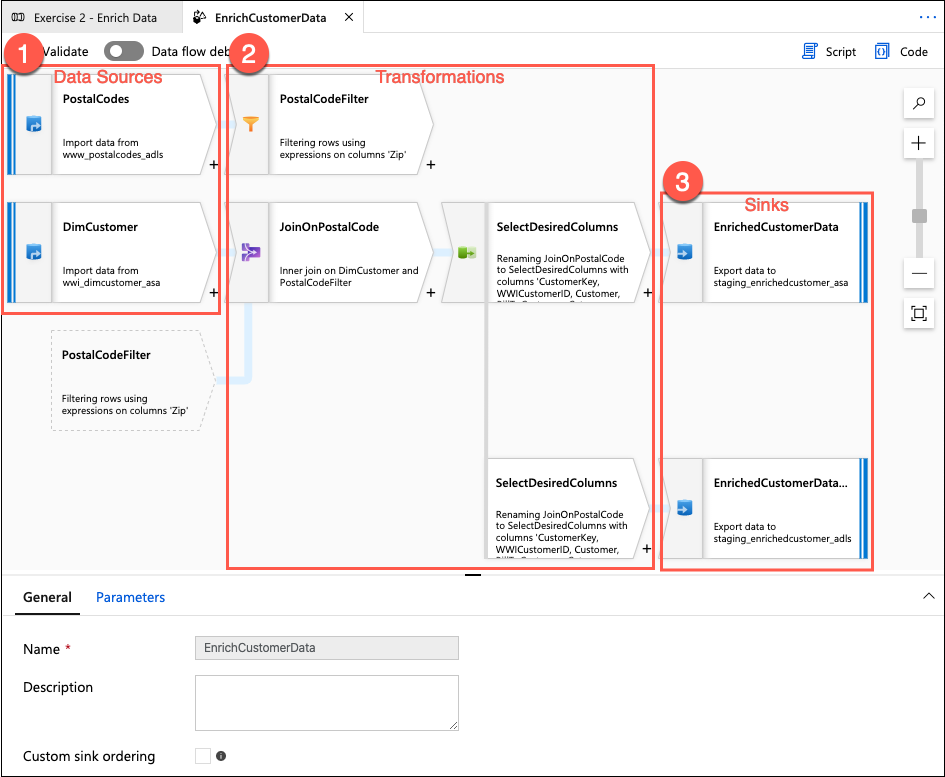 Exercise 2 - Enrich Data
EnrichCustomerData
Validate
Data flow deb
Script
Code
1
Data Sources
2
Transformations
PostalCodes
Import data from
www_postalcodes_adls
PostalCodeFilter
Filtering rows using
expressions on columns 'Zip'
3
Sinks
DimCustomer
Import data from
wwi_dimcustomer_asa
JoinOnPostalCode
Inner join on DimCustomer and
PostalCodeFilter
SelectDesiredColumns
Renaming JoinOnPostalCode
to SelectDesiredColumns with
columns 'CustomerKey,
WWICustomerID, Customer,
EnrichedCustomerData
Export data to
staging_enrichedcustomer_asa
PostalCodeFilter
Filtering rows using
expressions on columns 'Zip'
SelectDesiredColumns
Renaming JoinOnPostalCode
to SelectDesiredColumns with
columns 'CustomerKey,
WWICustomerID, Customer,
EnrichedCustomerData...
Export data to
staging_enrichedcustomer_adls
General
Parameters
Name *
EnrichCustomerData
Description
Custom sink ordering